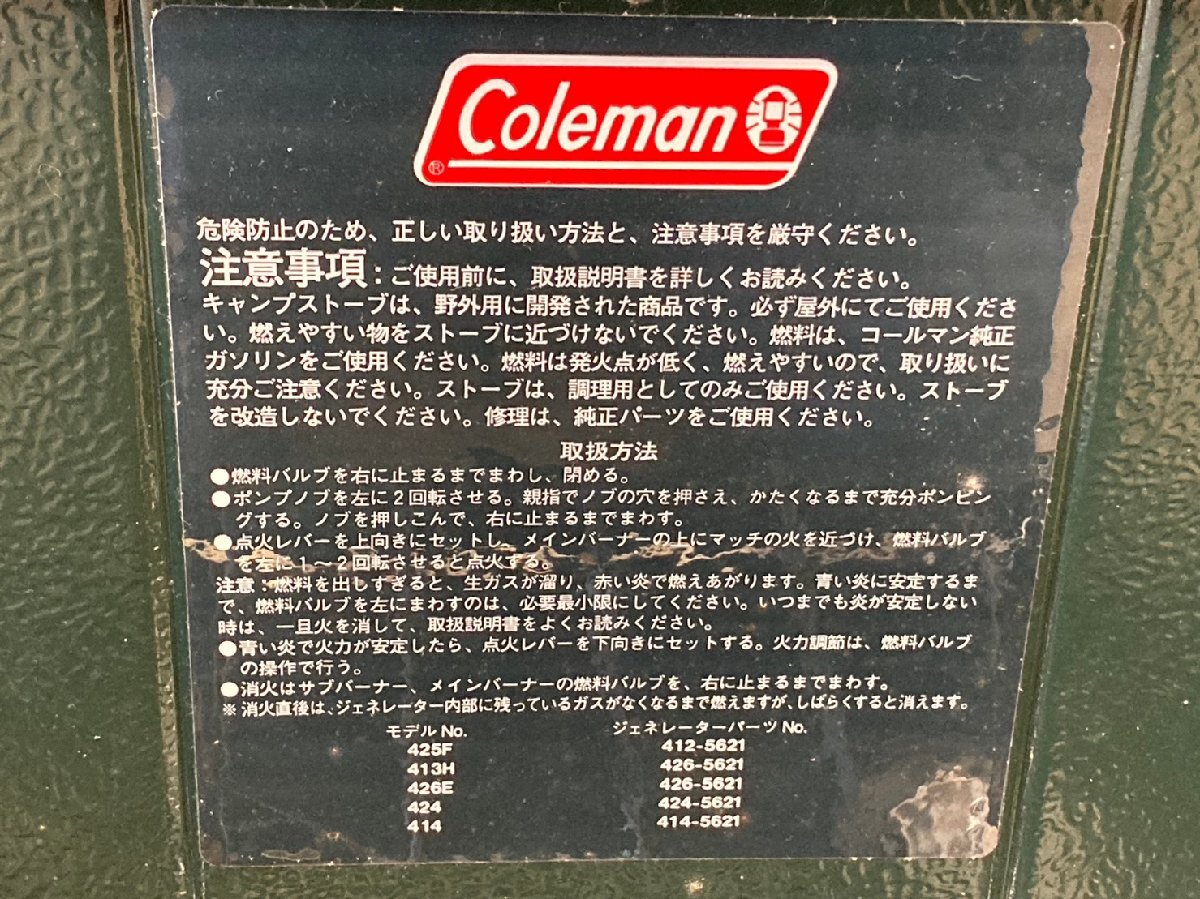 Coleman
®
危険防止のため、正しい取り扱い方法と、注意事項を厳守ください。
注意事項：ご使用前に、取扱説明書を詳しくお読みください。
キャンプストーブは、野外用に開発された商品です。必ず屋外にてご使用くださ
い。燃えやすい物をストーブに近づけないでください。燃料は、コールマン純正
ガソリンをご使用ください。燃料は発火点が低く、燃えやすいので、取り扱いに
充分ご注意ください。ストーブは、調理用としてのみご使用ください。ストーブ
を改造しないでください。修理は、純正パーツをご使用ください。
取扱方法
●燃料バルブを右に止まるまでまわし、閉める。
●ポンプノブを左に2回転させる。親指でノブの穴を押さえ、かたくなるまで充分ポンピン
グする。ノブを押しこんで、右に止まるまでまわす。
●点火レバーを上向きにセットし、メインバーナーの上にマッチの火を近づけ、燃料バルブ
を左に1～2回転させると点火する。
注意：燃料を出しすぎると、生ガスが溜り、赤い炎で燃えあがります。青い炎に安定するま
で、燃料バルブを左にまわすのは、必要最小限にしてください。いつまでも炎が安定しない
時は、一旦火を消して、取扱説明書をよくお読みください。
●青い炎で火力が安定したら、点火レバーを下向きにセットする。火力調節は、燃料バルブ
の操作で行う。
●消火はサブバーナー、メインバーナーの燃料バルブを、右に止まるまでまわす。
※消火直後は、ジェネレーター内部に残っているガスがなくなるまで燃えますが、しばらくすると消えます。
モデルNo. ジェネレーターパーツNo.
425F 412-5621
413H 426-5621
426E 426-5621
424 424-5621
414 414-5621